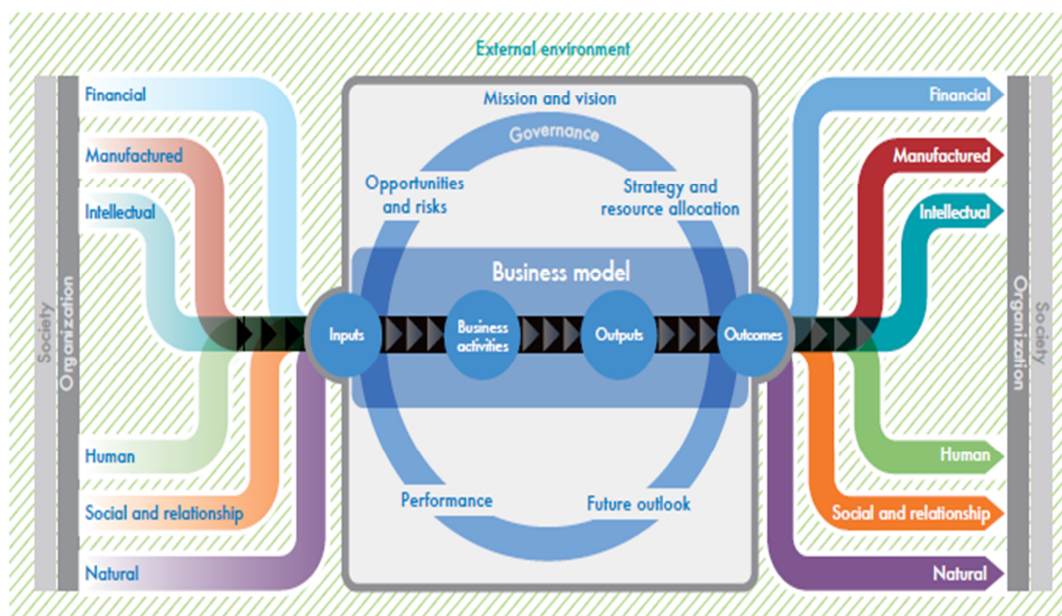 External environment
Society
Organization
Financial
Manufactured
Intellectual
Human
Social and relationship
Natural
Mission and vision
Governance
Opportunities
and risks
Strategy and
resource allocation
Business model
Inputs
Business
activities
Outputs
Outcomes
Performance
Future outlook
Financial
Manufactured
Intellectual
Human
Social and relationship
Natural
Organization
Society